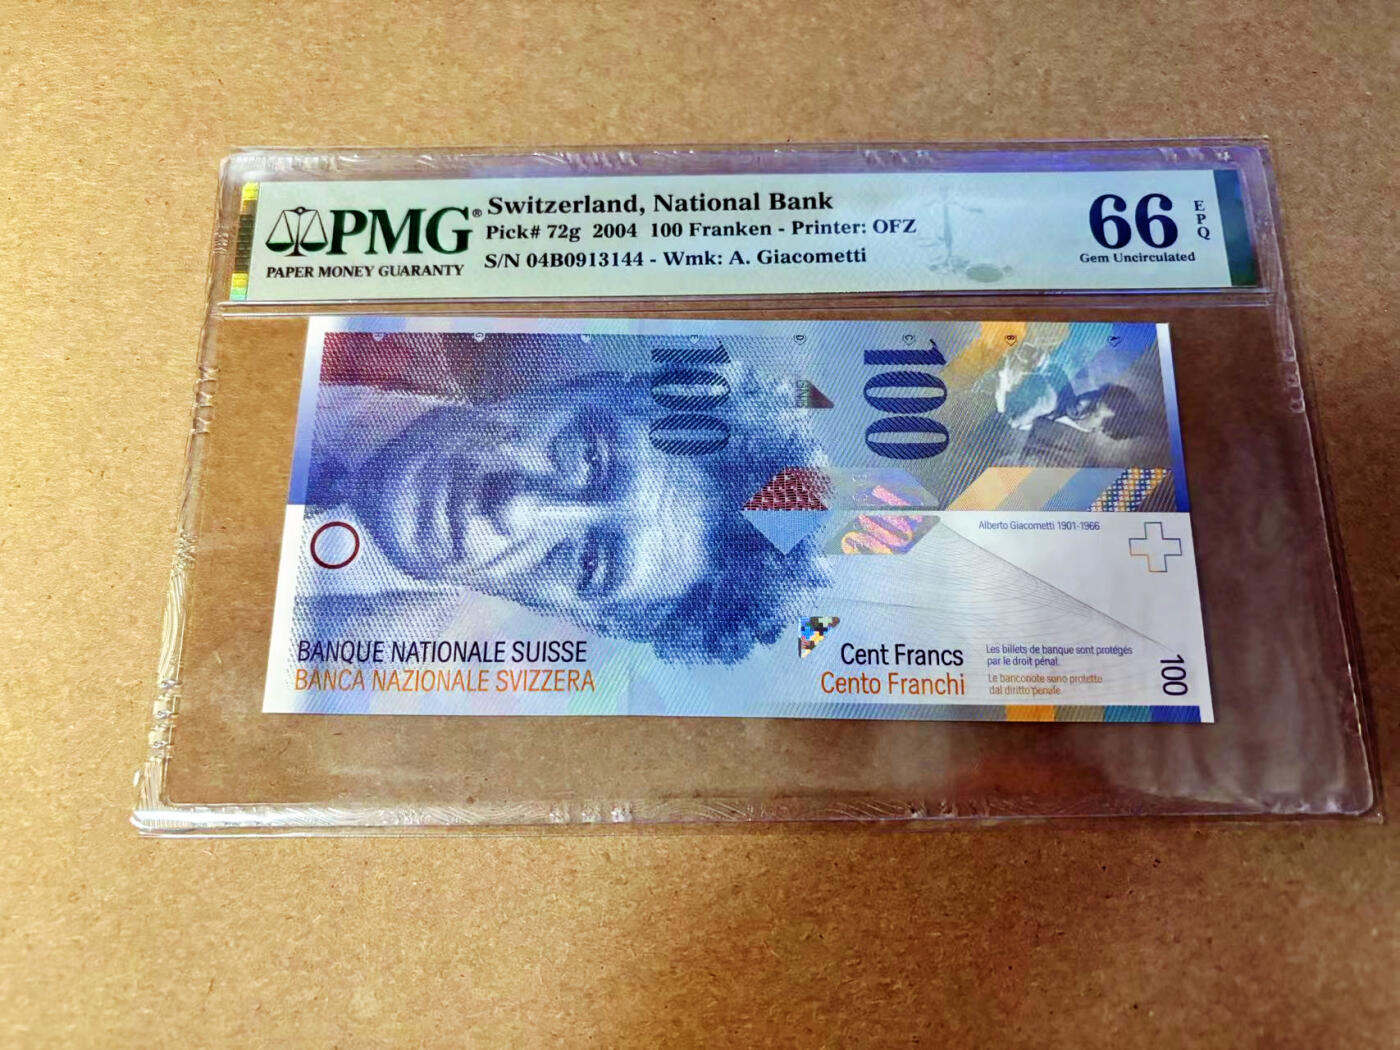 PMG®
PAPER MONEY GUARANTY
Switzerland, National Bank
Pick# 72g 2004 100 Franken - Printer: OFZ
S/N 04B0913144 - Wmk: A. Giacometti
66
EPQ
Gem Uncirculated
100
100
Alberto Giacometti 1901-1966
BANQUE NATIONALE SUISSE
BANCA NAZIONALE SVIZZERA
Cent Francs
Cento Franchi
Les billets de banque sont protégés
par le droit pénal.
Le banconote sono protette
dal diritto penale.
100